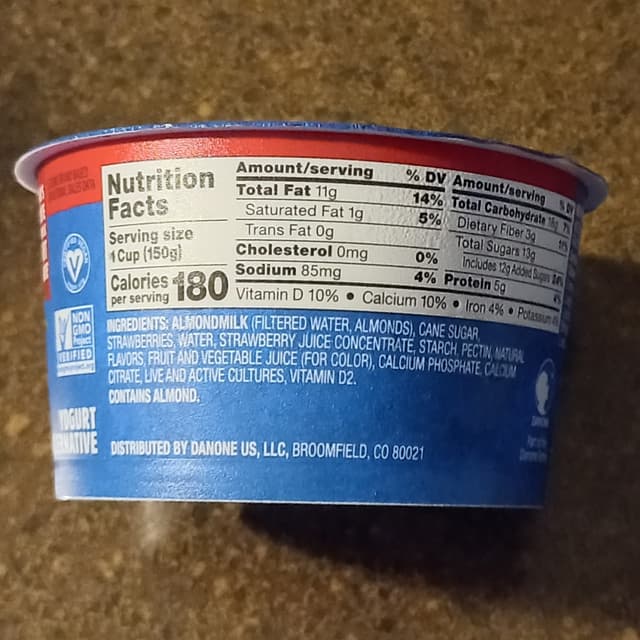 Nutrition
Facts
Serving size
1 Cup (150g)
Calories 180
per serving
Amount/serving % DV
Total Fat 11g 14%
Saturated Fat 1g 5%
Trans Fat 0g
Cholesterol 0mg 0%
Sodium 85mg 4%
Amount/serving % DV
Total Carbohydrate 18g 7%
Dietary Fiber 3g
Total Sugars 13g
Includes 12g Added Sugars
Protein 5g
Vitamin D 10% • Calcium 10% • Iron 4% • Potassium
INGREDIENTS: ALMONDMILK (FILTERED WATER, ALMONDS), CANE SUGAR,
STRAWBERRIES, WATER, STRAWBERRY JUICE CONCENTRATE, STARCH, PECTIN, NATURAL
FLAVORS, FRUIT AND VEGETABLE JUICE (FOR COLOR), CALCIUM PHOSPHATE, CALCIUM
CITRATE, LIVE AND ACTIVE CULTURES, VITAMIN D2.
CONTAINS ALMOND.
DISTRIBUTED BY DANONE US, LLC, BROOMFIELD, CO 80021
NON
GMO
Project
VERIFIED
YOGURT